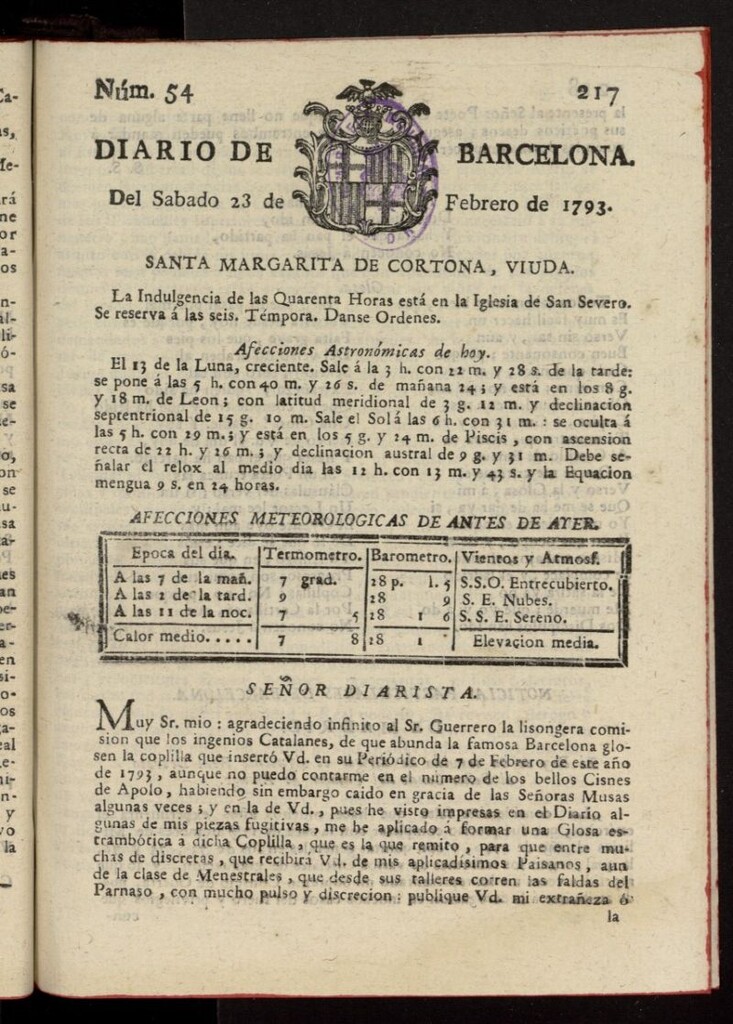 Núm. 54
217
DIARIO DE BARCELONA.
Del Sabado 23 de Febrero de 1793.
SANTA MARGARITA DE CORTONA, VIUDA.
La Indulgencia de las Quarenta Horas está en la Iglesia de San Severo.
Se reserva á las seis. Témpora. Danse Ordenes.
Afecciones Astronómicas de hoy.
El 13 de la Luna, creciente. Sale á la 3 h. con 22 m. y 28 s. de la tarde:
se pone á las 5 h. con 40 m. y 26 s. de mañana 24; y está en los 8 g.
y 18 m. de Leon; con latitud meridional de 3 g. 12 m. y declinacion
septentrional de 15 g. 10 m. Sale el Sol á las 6 h. con 31 m. : se oculta á
las 5 h. con 29 m.; y está en los 5 g. y 24 m. de Piscis, con ascension
recta de 22 h. y 26 m.; y declinacion austral de 9 g. y 31 m. Debe se-
ñalar el relox al medio dia las 12 h. con 13 m. y 43 s. y la Equacion
mengua 9 s. en 24 horas.
AFECCIONES METEOROLOGICAS DE ANTES DE AYER.
Epoca del dia. Termometro. Barometro. Vientos y Atmosf.
A las 7 de la mañ. 7 grad. 28 p. l. 5 S.S.O. Entrecubierto.
A las 2 de la tard. 9 28 9 S. E. Nubes.
A las 11 de la noc. 7 5 28 1 6 S. S. E. Sereno.
Calor medio..... 7 8 28 1 Elevacion media.
SEÑOR DIARISTA.
Muy Sr. mio : agradeciendo infinito al Sr. Guerrero la lisongera comi-
sion que los ingenios Catalanes, de que abunda la famosa Barcelona glo-
sen la coplilla que insertó Vd. en su Periódico de 7 de Febrero de este año
de 1793, aunque no puedo contarme en el número de los bellos Cisnes
de Apolo, habiendo sin embargo caido en gracia de las Señoras Musas
algunas veces; y en la de Vd., pues he visto impresas en el Diario al-
gunas de mis piezas fugitivas, me he aplicado á formar una Glosa es-
trambótica á dicha Coplilla, que es la que remito, para que entre mu-
chas de discretas, que recibirá Vd. de mis aplicadísimos Paisanos, aun
de la clase de Menestrales, que desde sus talleres corren las faldas del
Parnaso, con mucho pulso y discrecion: publique Vd. mi extrañeza ó
la